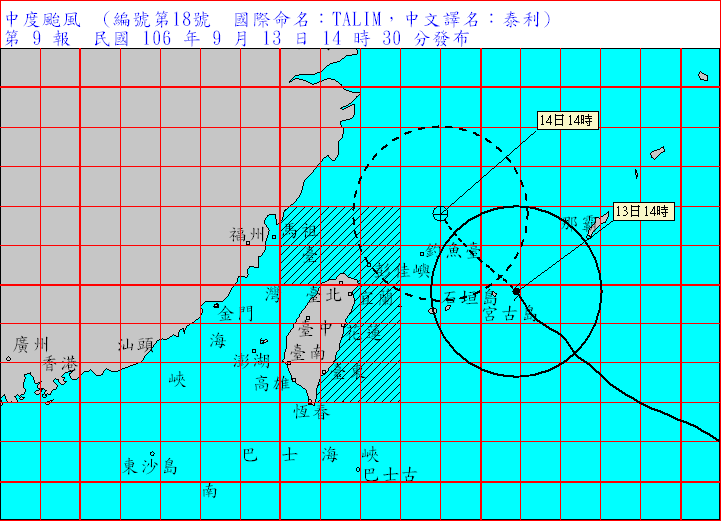 中度颱風 (編號第18號 國際命名：TALIM，中文譯名：泰利)
第 9 報 民國 106 年 9 月 13 日 14 時 30 分發布
14日14時
13日14時
那霸
福州
馬祖
臺
釣魚臺
彭佳嶼
灣
臺北
宜蘭
石垣島
宮古島
金門
臺中
花蓮
海
廣州
汕頭
香港
澎湖
臺南
峽
高雄
臺東
恆春
巴士海峽
東沙島
巴士古
南